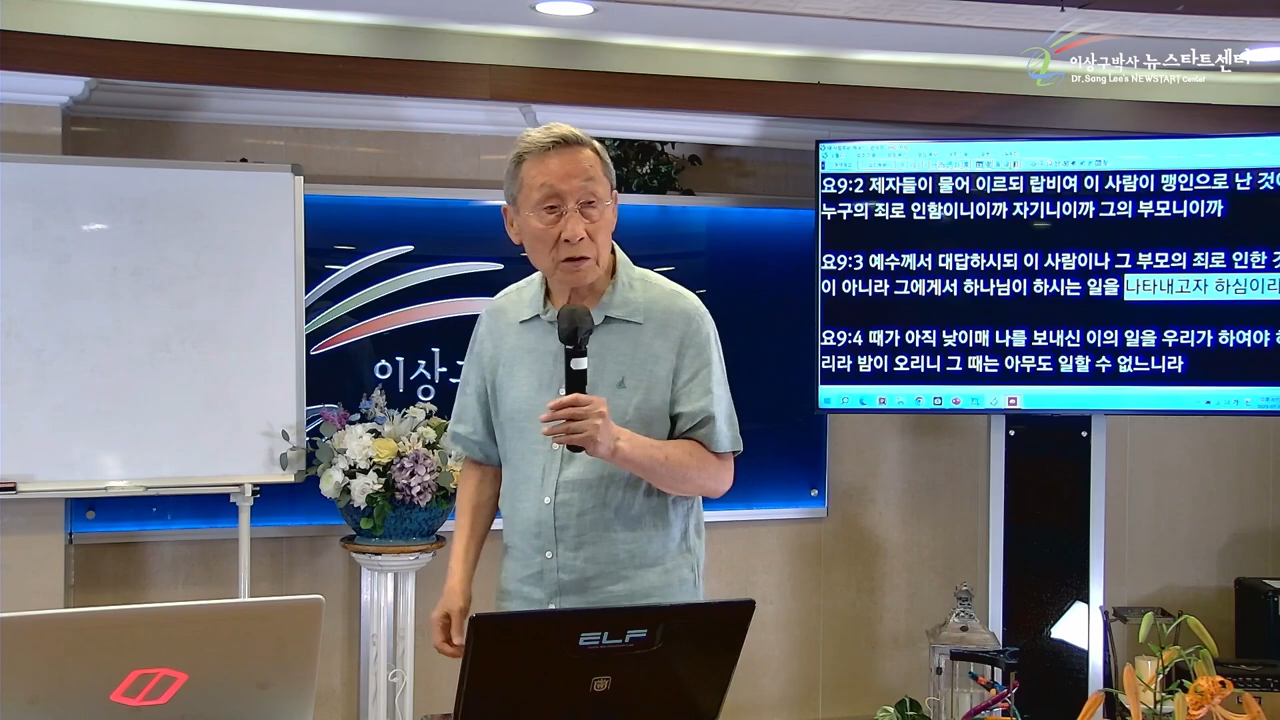 이상구박사 뉴스타트센터
Dr. Sang Lee's NEWSTART Center
요9:2 제자들이 물어 이르되 랍비여 이 사람이 맹인으로 난
누구의 죄로 인함이니이까 자기니이까 그의 부모니이까
요9:3 예수께서 대답하시되 이 사람이나 그 부모의 죄로 인한
이 아니라 그에게서 하나님이 하시는 일을 나타내고자 하심이라
요9:4 때가 아직 낮이매 나를 보내신 이의 일을 우리가 하여야
리라 밤이 오리니 그 때는 아무도 일할 수 없느니라
이상
ELF